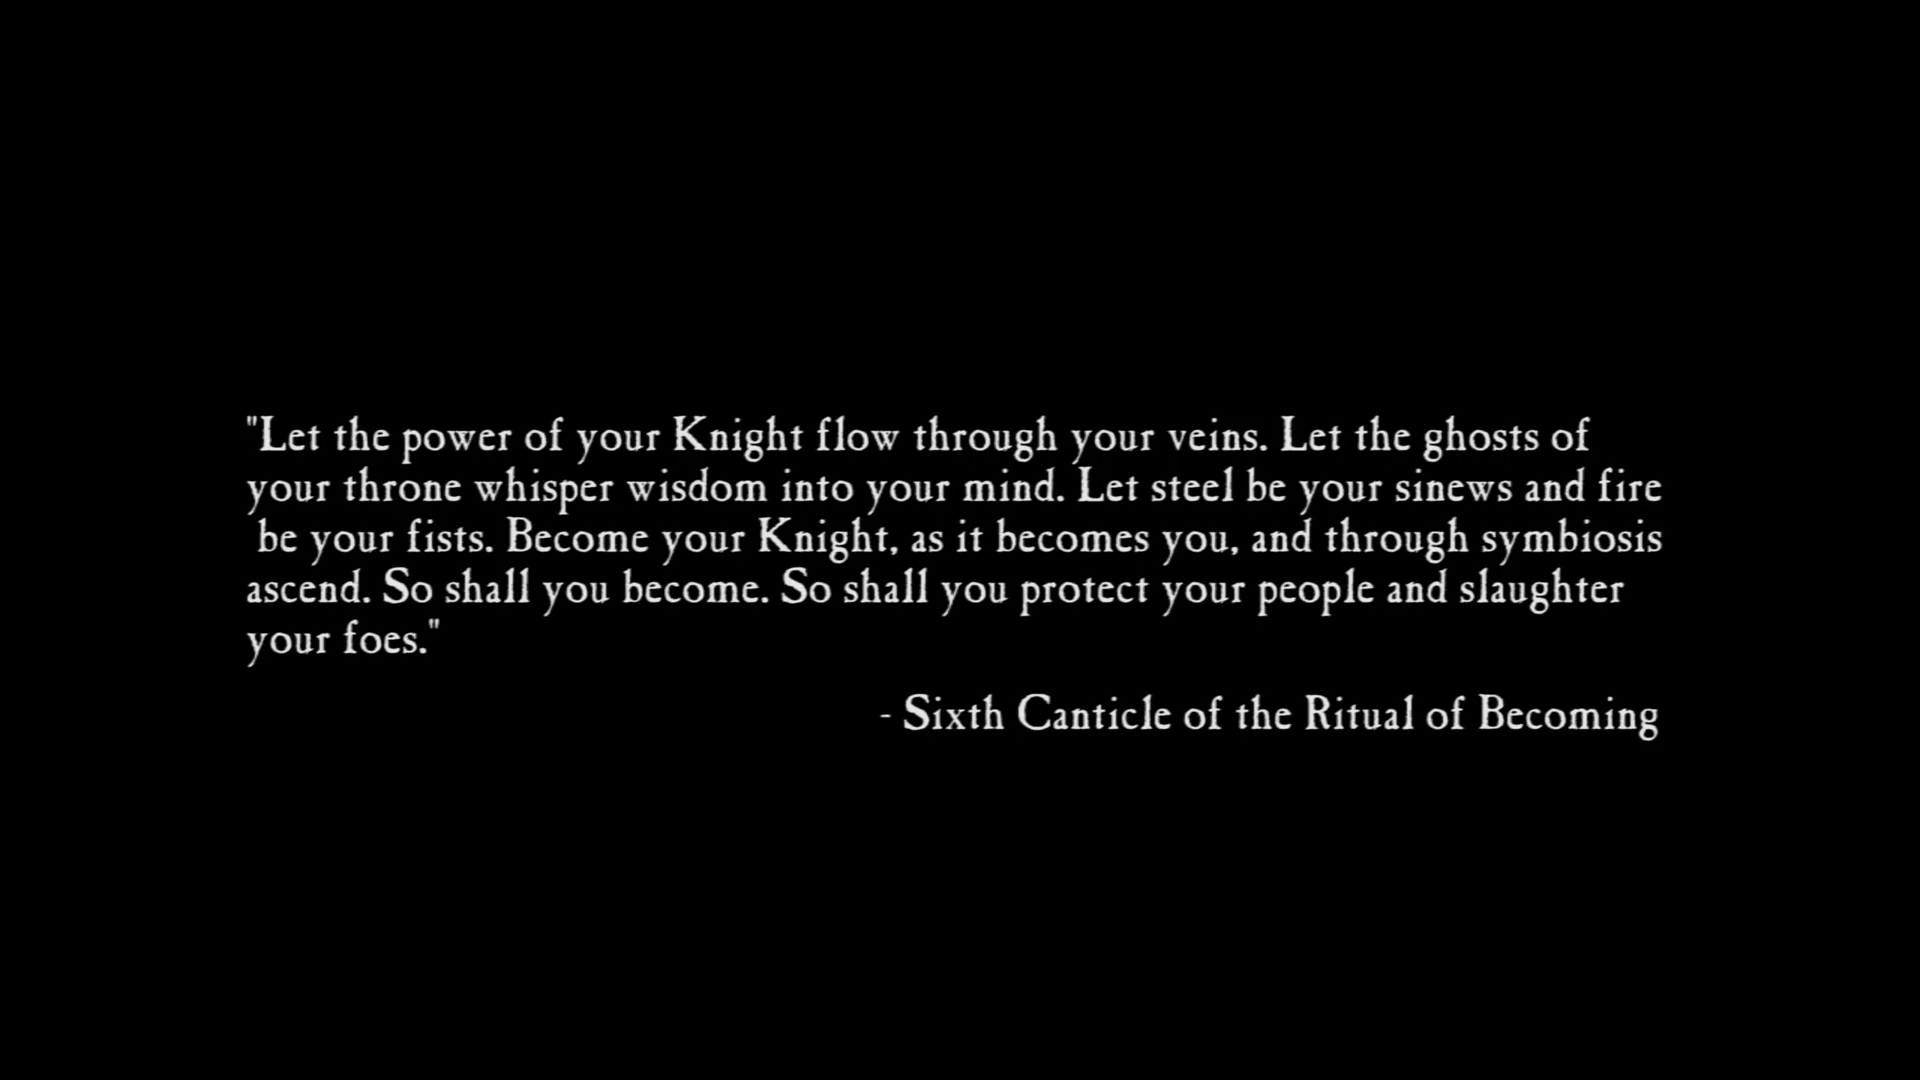 "Let the power of your Knight flow through your veins. Let the ghosts of
your throne whisper wisdom into your mind. Let steel be your sinews and fire
be your fists. Become your Knight, as it becomes you, and through symbiosis
ascend. So shall you become. So shall you protect your people and slaughter
your foes."
- Sixth Canticle of the Ritual of Becoming